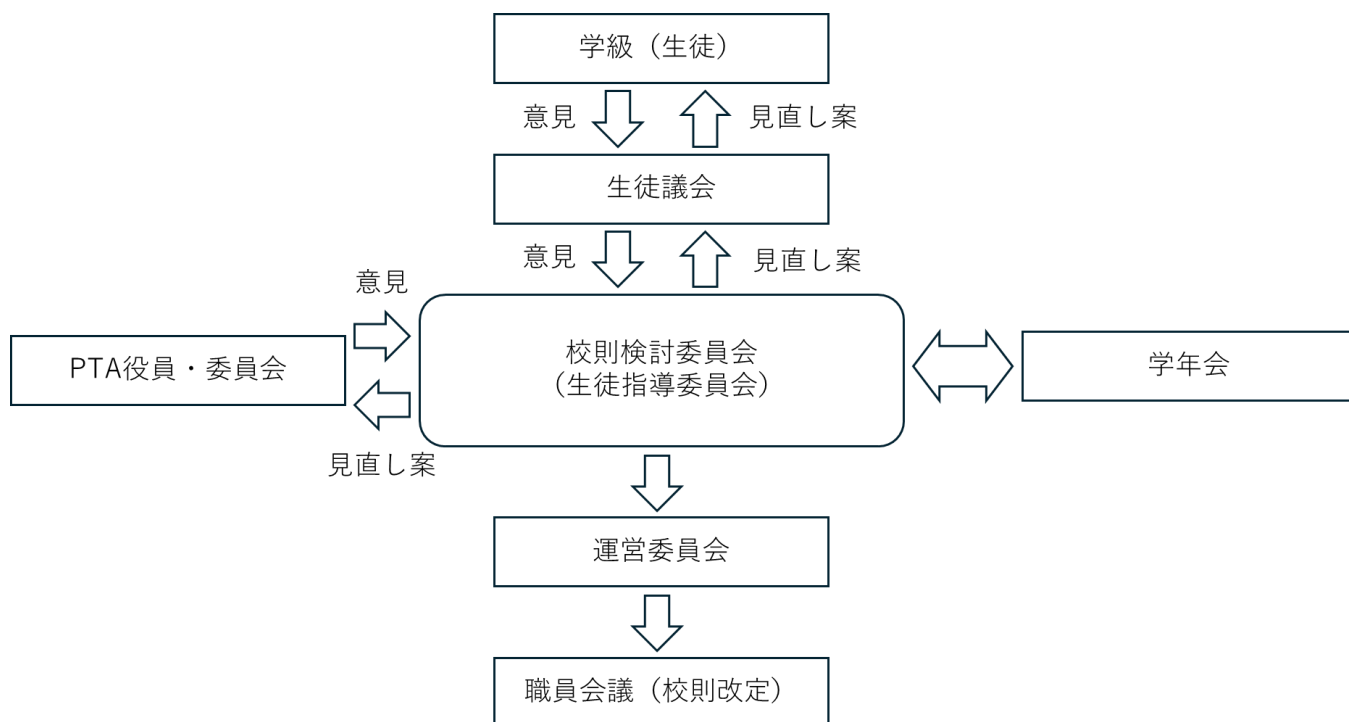 学級（生徒）
意見
見直し案
生徒議会
意見
見直し案
意見
PTA役員・委員会
校則検討委員会
（生徒指導委員会）
学年会
見直し案
運営委員会
職員会議（校則改定）